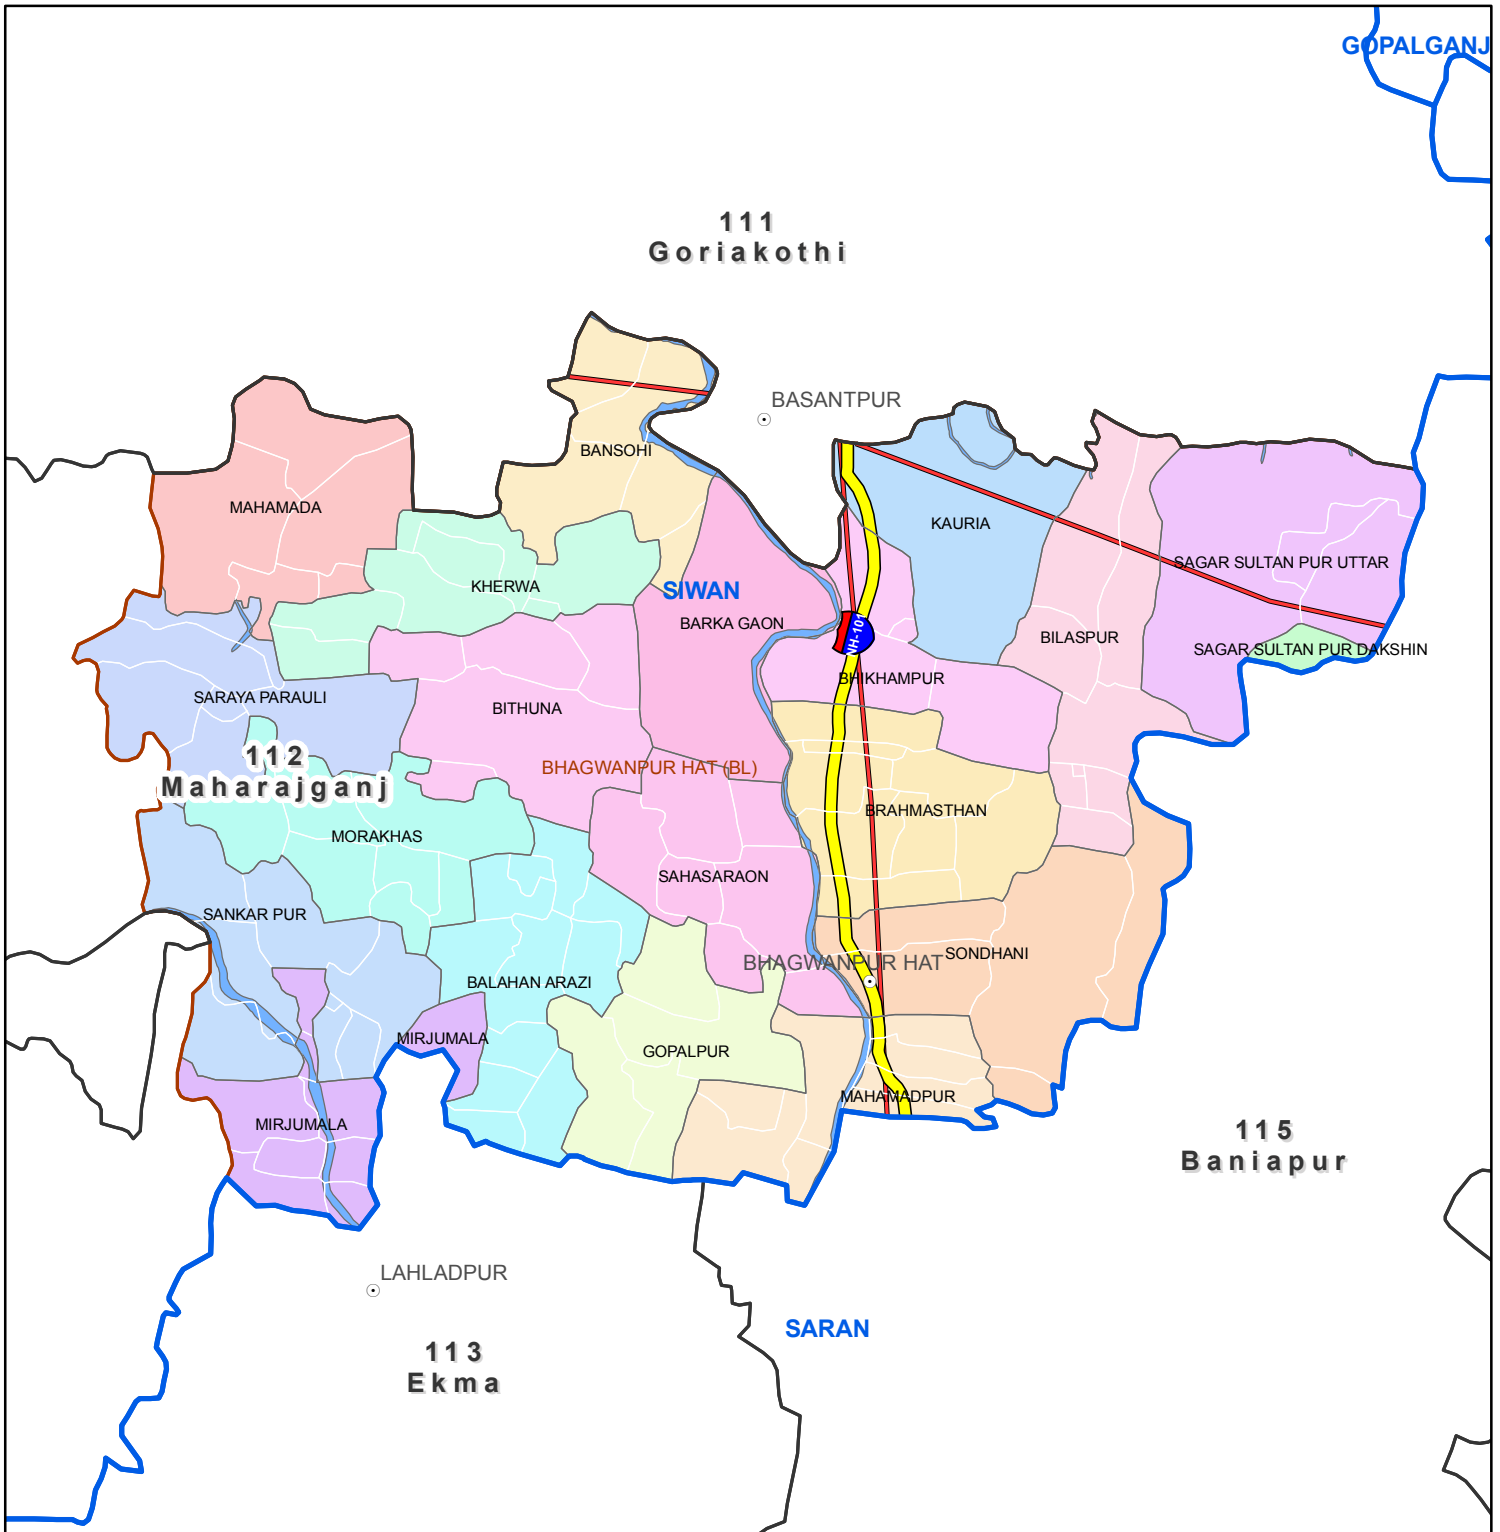 GOPALGANJ
111
Goriakothi
BASANTPUR
BANSOHI
MAHAMADA
KAURIA
SAGAR SULTAN PUR UTTAR
KHERWA
SIWAN
BARKA GAON
NH-101
BILASPUR
SAGAR SULTAN PUR DAKSHIN
BHIKHAMPUR
SARAYA PARAULI
BITHUNA
112
Maharajganj
BHAGWANPUR HAT (BL)
BRAHMASTHAN
MORAKHAS
SAHASARAON
SANKAR PUR
SONDHANI
BHAGWANPUR HAT
BALAHAN ARAZI
MIRJUMALA
GOPALPUR
MAHAMADPUR
MIRJUMALA
115
Baniapur
LAHLADPUR
SARAN
113
Ekma